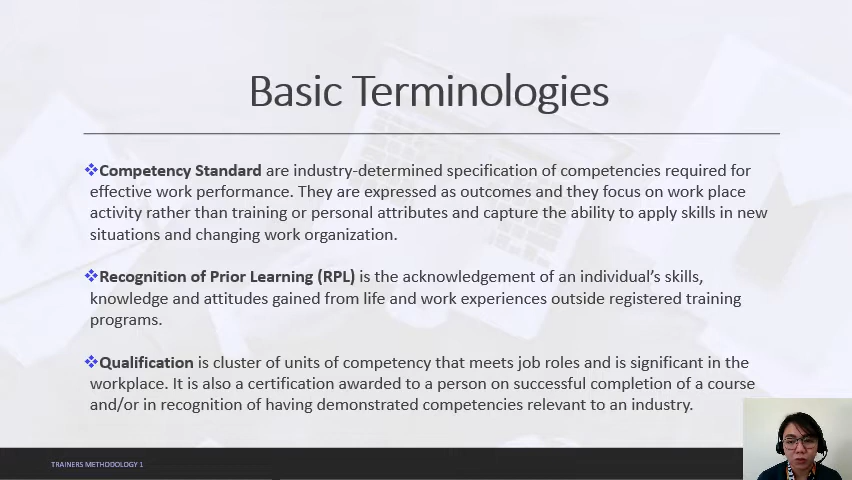 Basic Terminologies
❖Competency Standard are industry-determined specification of competencies required for
effective work performance. They are expressed as outcomes and they focus on work place
activity rather than training or personal attributes and capture the ability to apply skills in new
situations and changing work organization.
❖Recognition of Prior Learning (RPL) is the acknowledgement of an individual's skills,
knowledge and attitudes gained from life and work experiences outside registered training
programs.
❖Qualification is cluster of units of competency that meets job roles and is significant in the
workplace. It is also a certification awarded to a person on successful completion of a course
and/or in recognition of having demonstrated competencies relevant to an industry.
TRAINERS METHODOLOGY 1